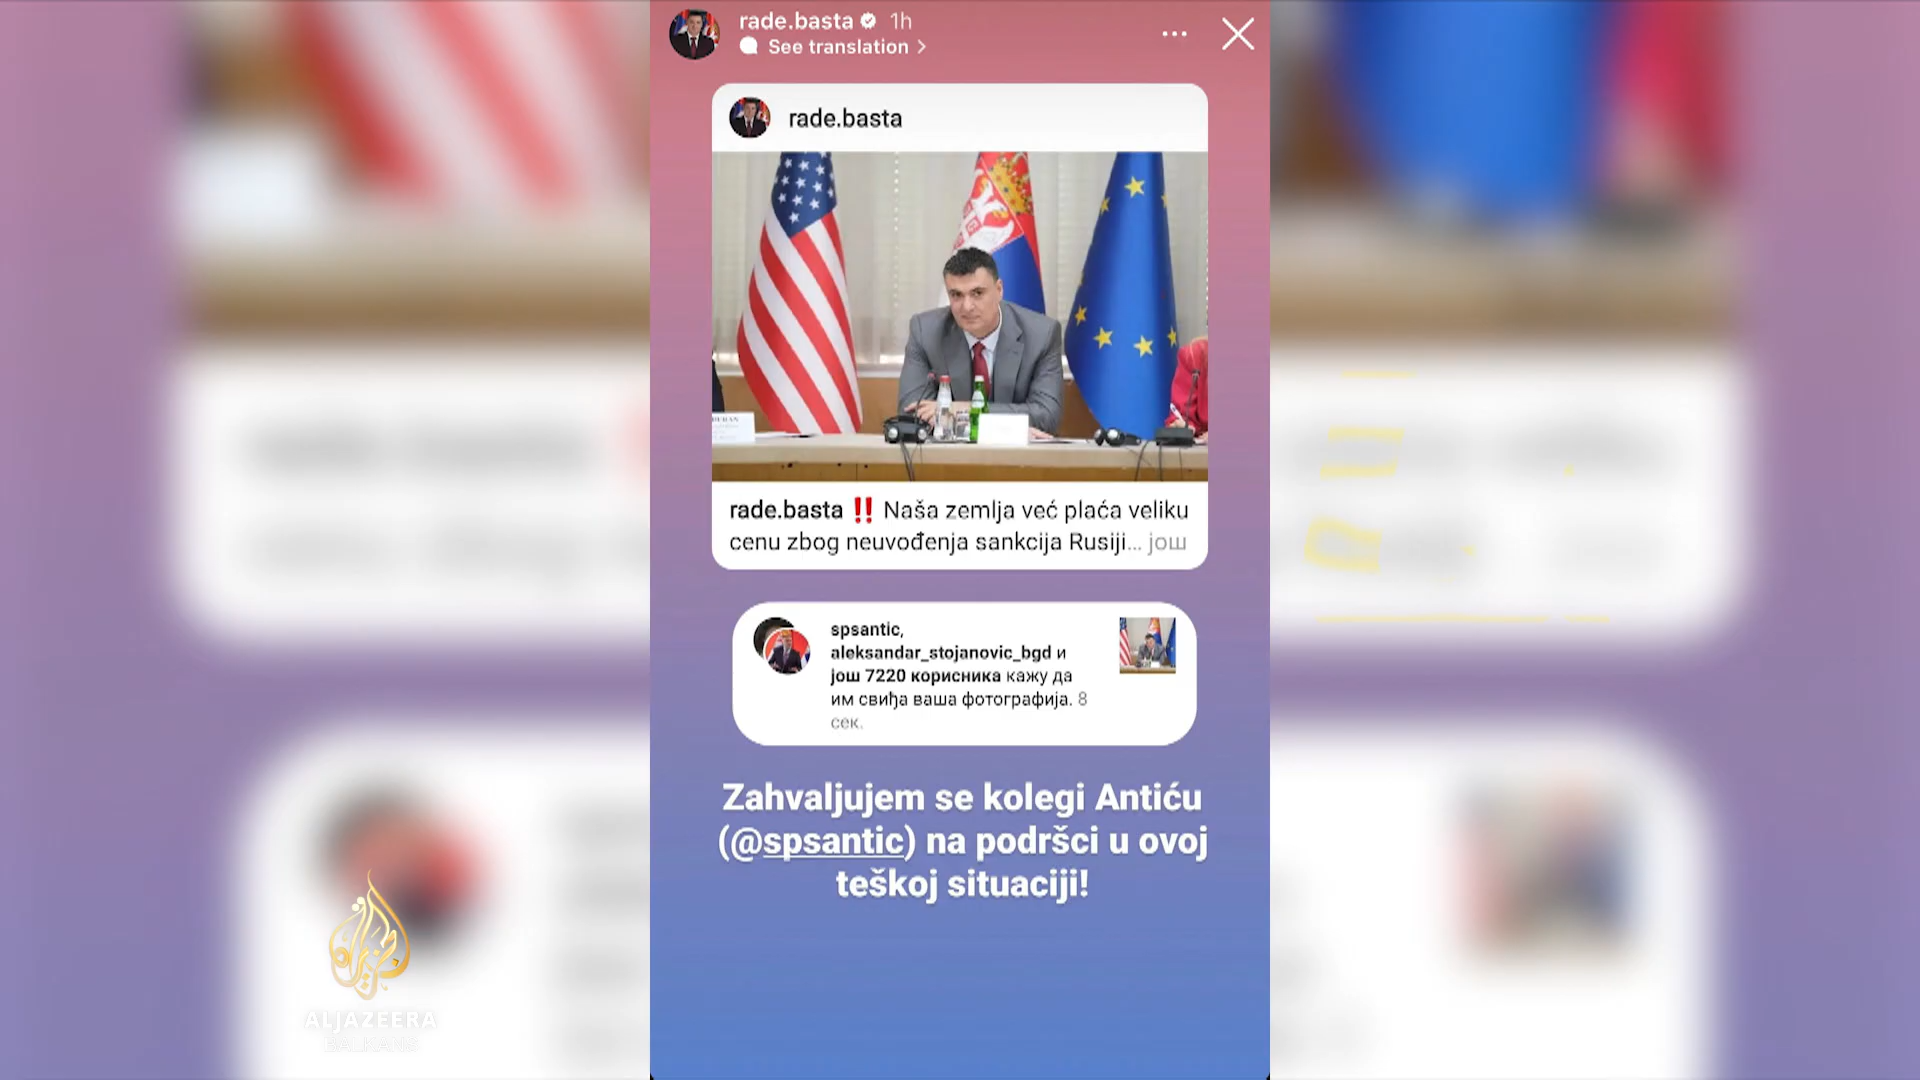 rade.basta 1h
See translation >
rade.basta
rade.basta ‼️ Naša zemlja već plaća veliku
cenu zbog neuvođenja sankcija Rusiji... још
spsantic,
aleksandar_stojanovic_bgd и
још 7220 корисника кажу да
им свиђа ваша фотографија. 8
сек.
Zahvaljujem se kolegi Antiću
(@spsantic) na podršci u ovoj
teškoj situaciji!
ALJAZEERA
BALKANS